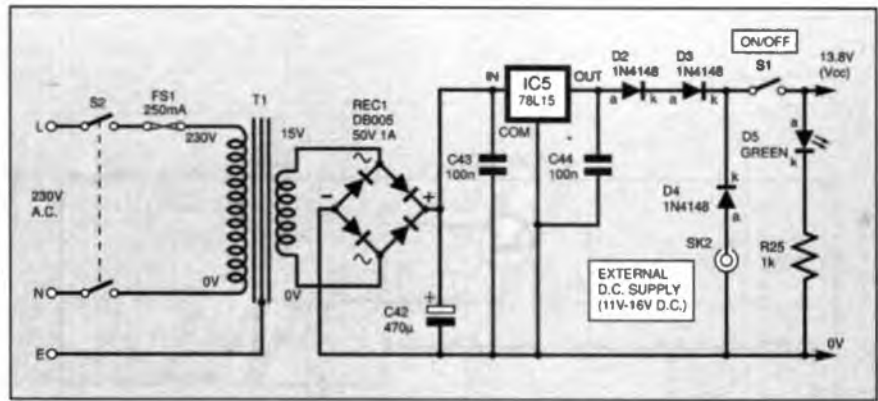 L
S2
FS1
250mA
230V
T1
15V
REC1
DB005
50V 1A
~
-
+
~
0V
0V
230V
A.C.
N
E
+
C42
470µ
IN
IC5
78L15
OUT
COM
C43
100n
C44
100n
D2
1N4148
a
k
D3
1N4148
a
k
ON/OFF
S1
13.8V
(Vcc)
a
D5
GREEN
k
k
D4
1N4148
a
SK2
R25
1k
EXTERNAL
D.C. SUPPLY
(11V-16V D.C.)
0V